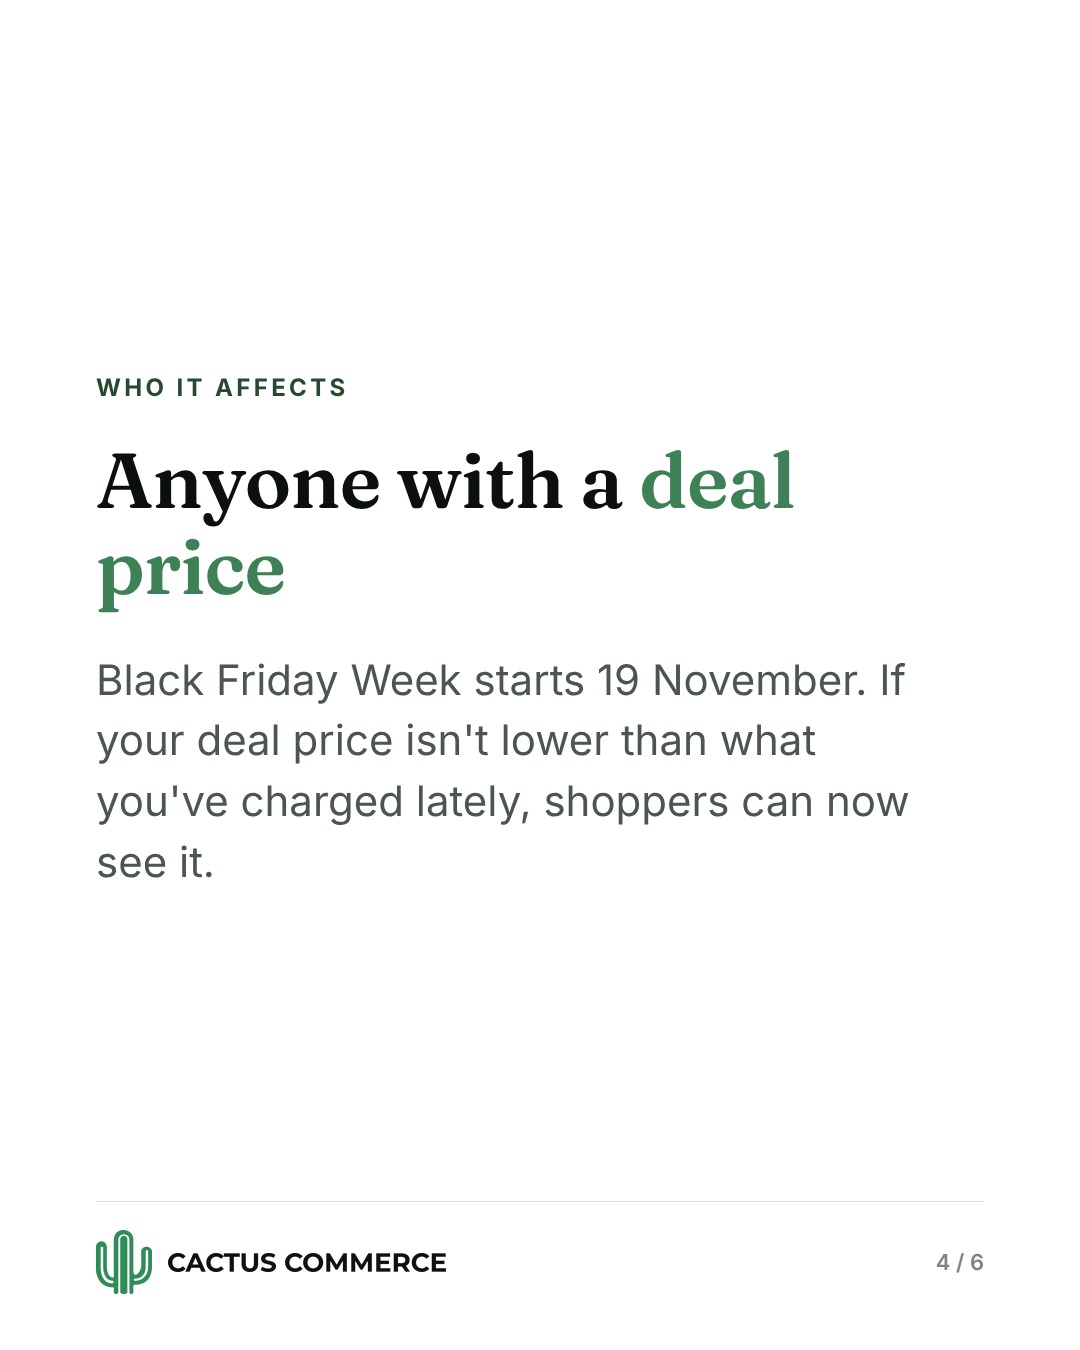 WHO IT AFFECTS
Anyone with a deal
price
Black Friday Week starts 19 November. If
your deal price isn't lower than what
you've charged lately, shoppers can now
see it.
CACTUS COMMERCE
4 / 6